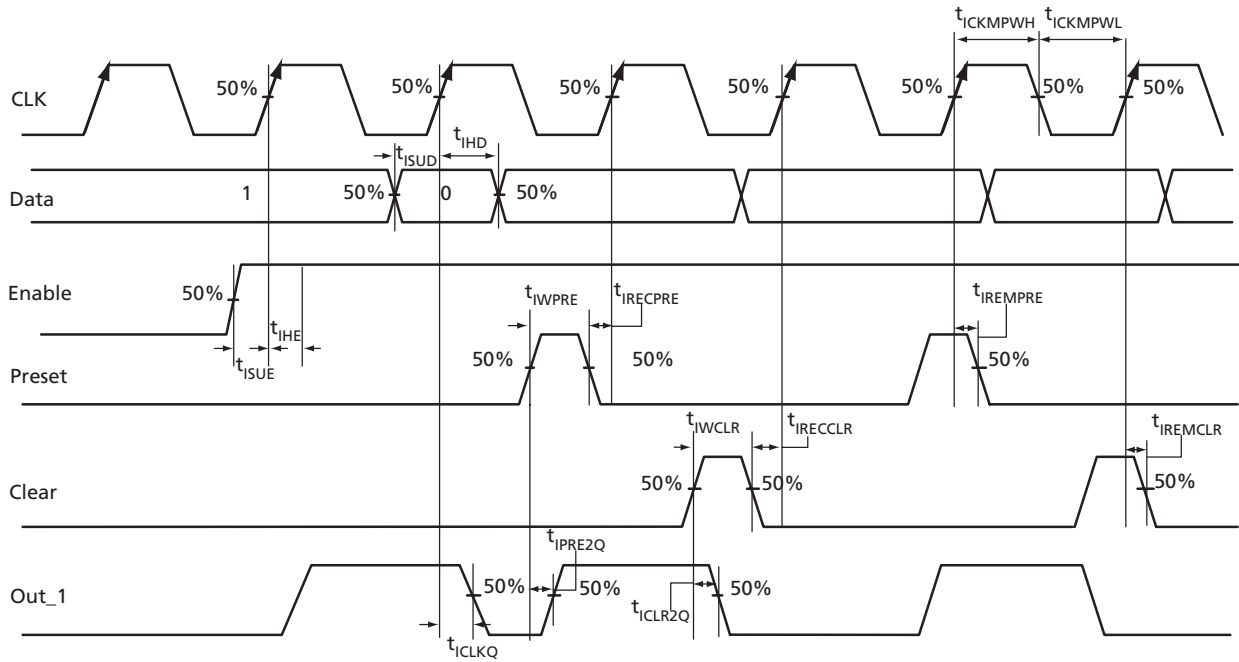 tICKMPWH tICKMPWL
CLK 50% 50% 50% 50% 50% 50% 50%
tISUD tIHD
Data 1 50% 0 50%
Enable 50% tIHE tISUE
tIWPRE tIRECPRE tIREMPRE
Preset 50% 50% 50%
tIWCLR tIRECCLR tIREMCLR
Clear 50% 50% 50%
tIPRE2Q
Out_1 50% 50% tICLR2Q 50%
tICLKQ